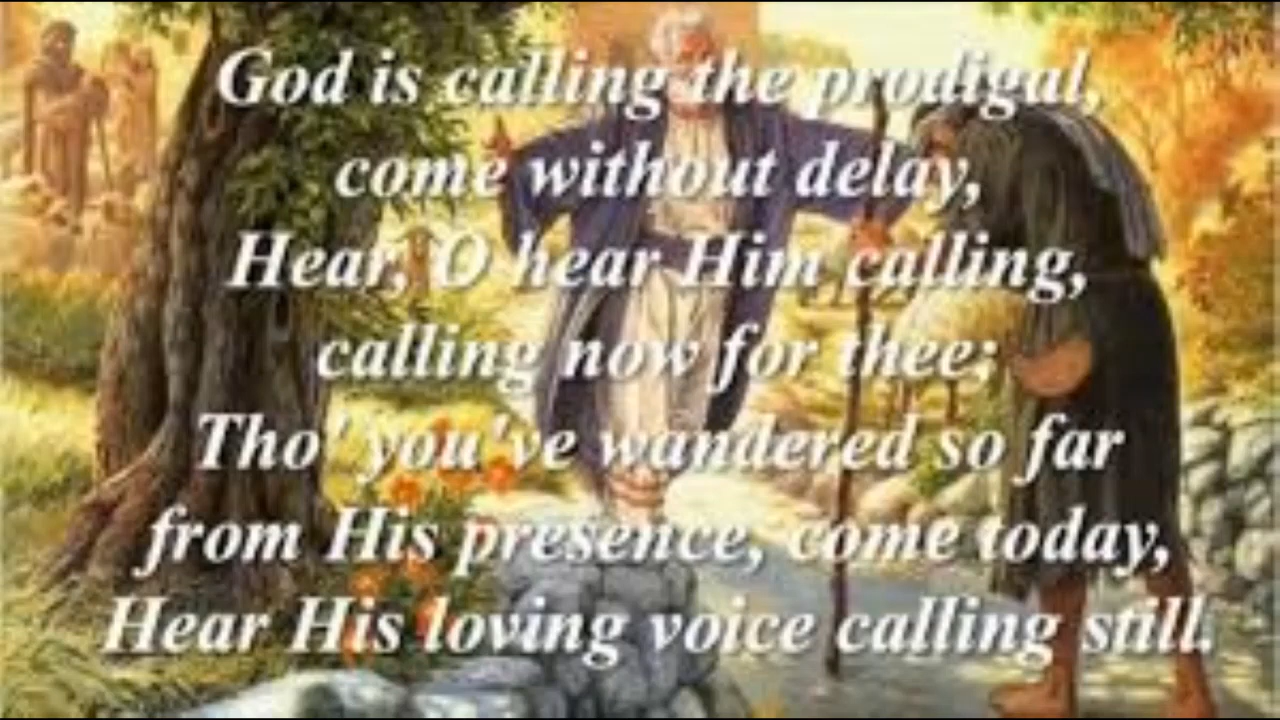 God is calling the prodigal,
come without delay,
Hear, O hear Him calling,
calling now for thee;
Tho' you've wandered so far
from His presence, come today,
Hear His loving voice calling still.